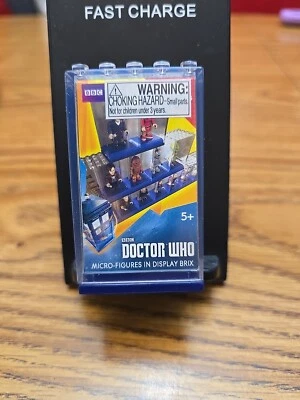 FAST CHARGE
BBC
WARNING:
CHOKING HAZARD-Small parts.
Not for children under 3 years.
5+
BBC
DOCTOR WHO
MICRO-FIGURES IN DISPLAY BRIX